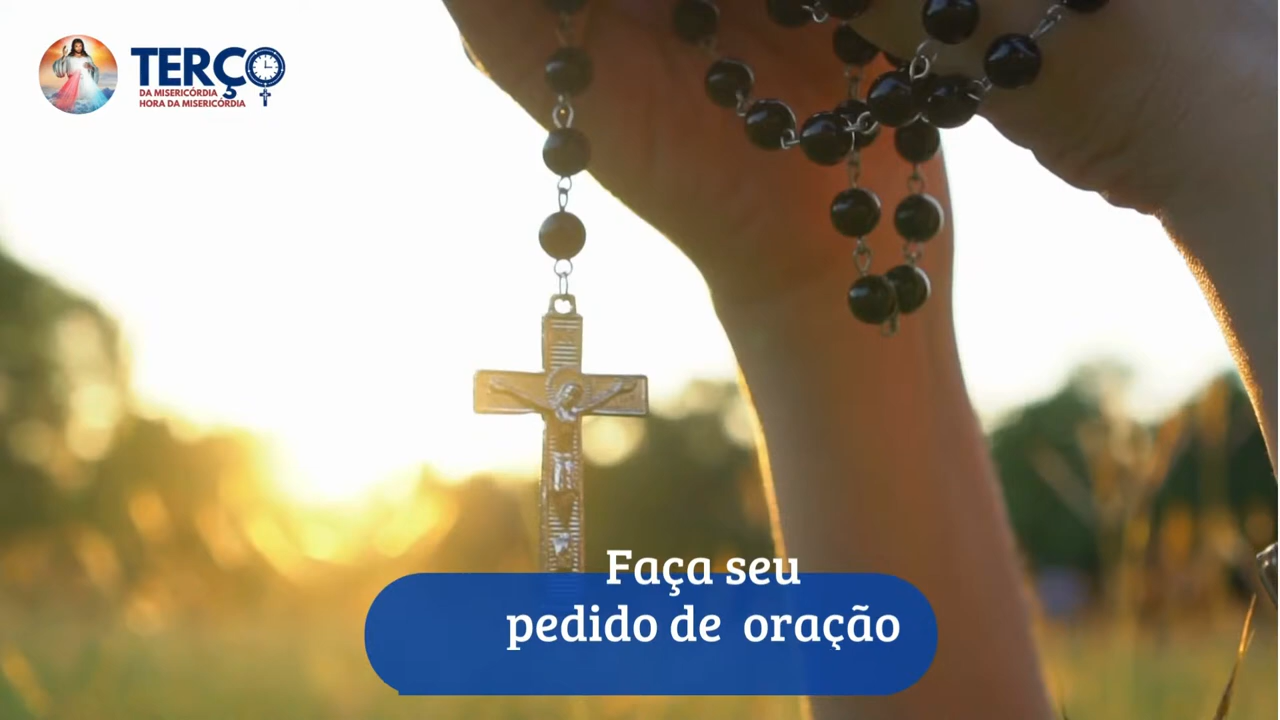 TERÇO
DA MISERICÓRDIA
HORA DA MISERICÓRDIA
Faça seu
pedido de oração